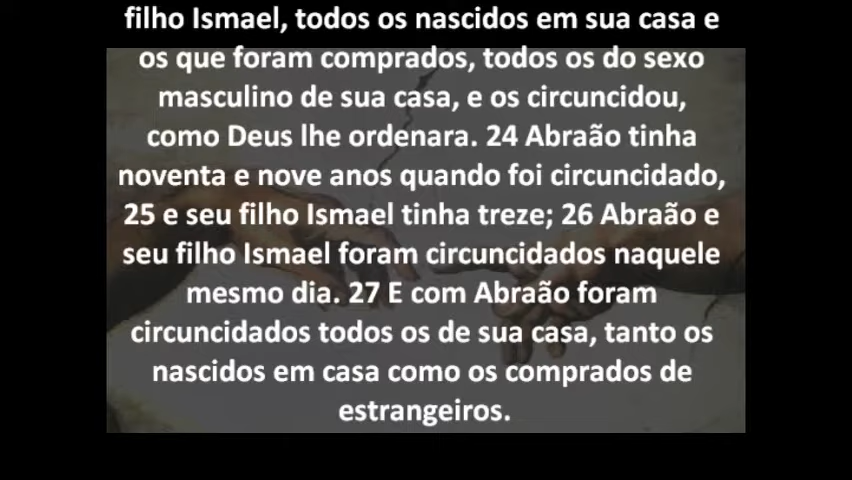 filho Ismael, todos os nascidos em sua casa e
os que foram comprados, todos os do sexo
masculino de sua casa, e os circuncidou,
como Deus lhe ordenara. 24 Abraão tinha
noventa e nove anos quando foi circuncidado,
25 e seu filho Ismael tinha treze; 26 Abraão e
seu filho Ismael foram circuncidados naquele
mesmo dia. 27 E com Abraão foram
circuncidados todos os de sua casa, tanto os
nascidos em casa como os comprados de
estrangeiros.